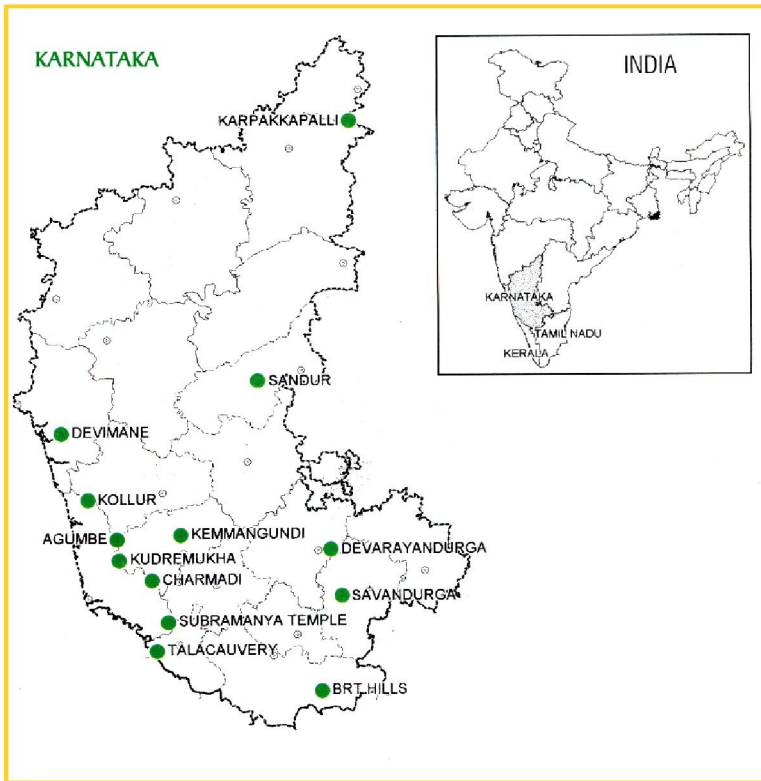 KARNATAKA
INDIA
KARPAKKAPALLI
KARNATAKA
TAMIL NADU
KERALA
SANDUR
DEVIMANE
KOLLUR
AGUMBE
KEMMANGUNDI
DEVARAYANDURGA
KUDREMUKHA
CHARMADI
SAVANDURGA
SUBRAMANYA TEMPLE
TALACAUVERY
BRT HILLS